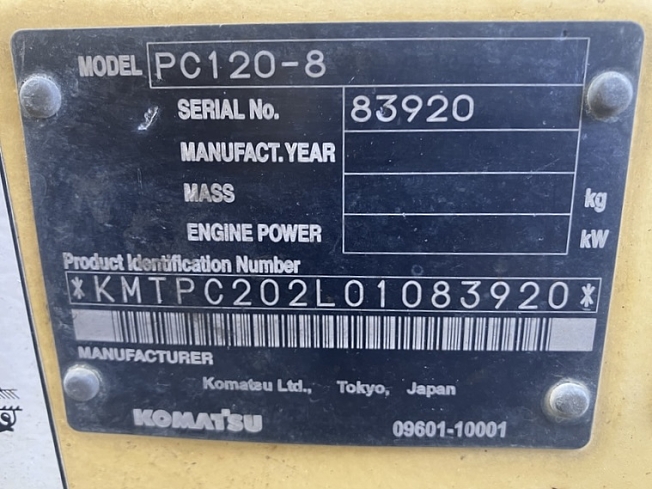 MODEL PC120-8
SERIAL No. 83920
MANUFACT.YEAR
MASS kg
ENGINE POWER kW
Product Identification Number
*KMTPC202L01083920*
MANUFACTURER
Komatsu Ltd., Tokyo, Japan
KOMATSU 09601-10001